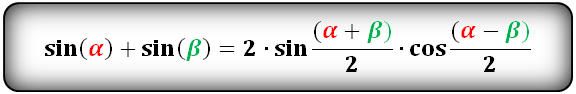 sin(α) + sin(β) = 2 · sin (α + β)/2 · cos (α − β)/2